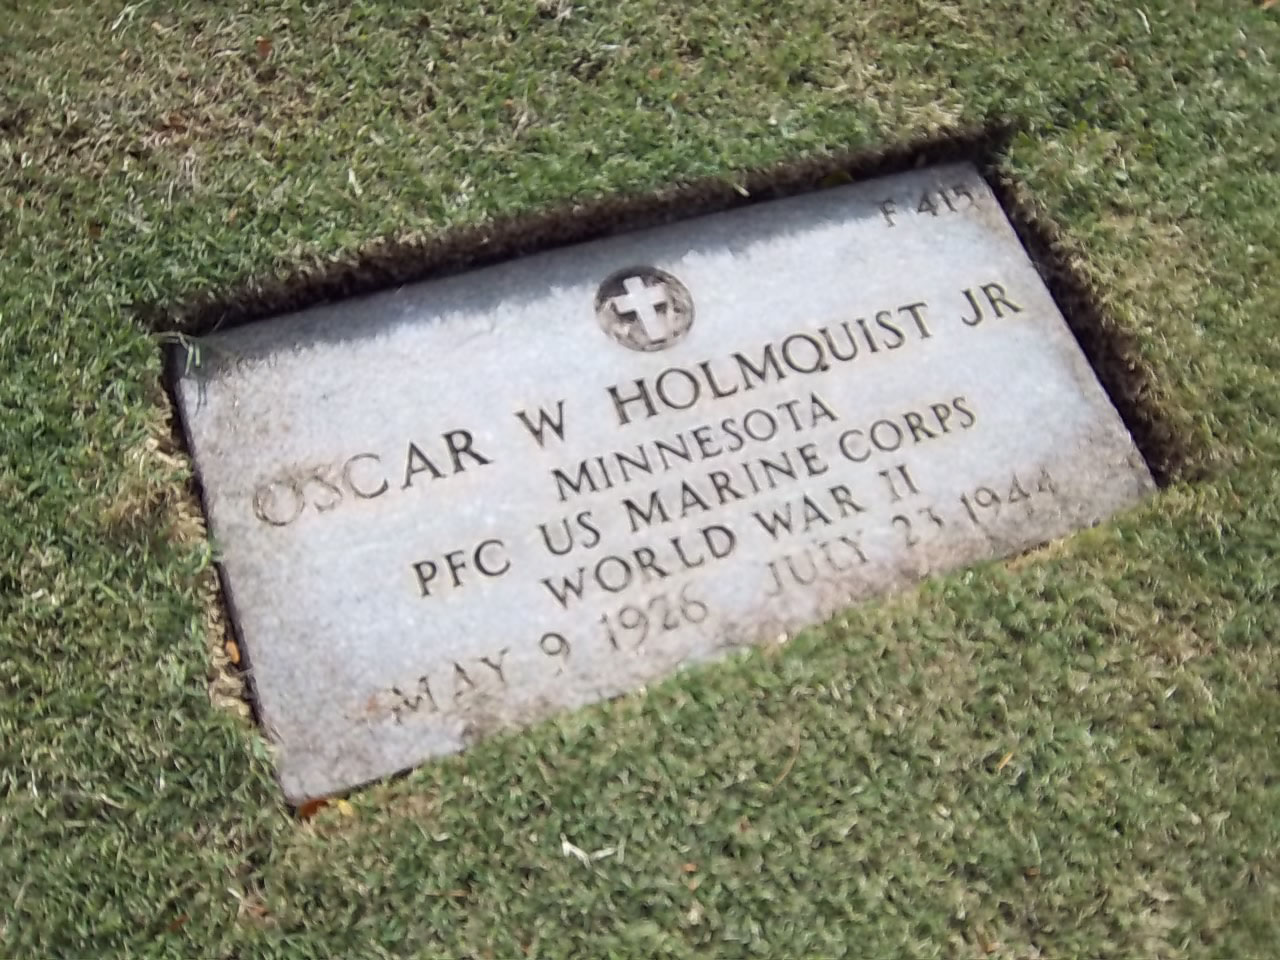 F 415
OSCAR W HOLMQUIST JR
MINNESOTA
PFC US MARINE CORPS
WORLD WAR II
MAY 9 1926 JULY 23 1944